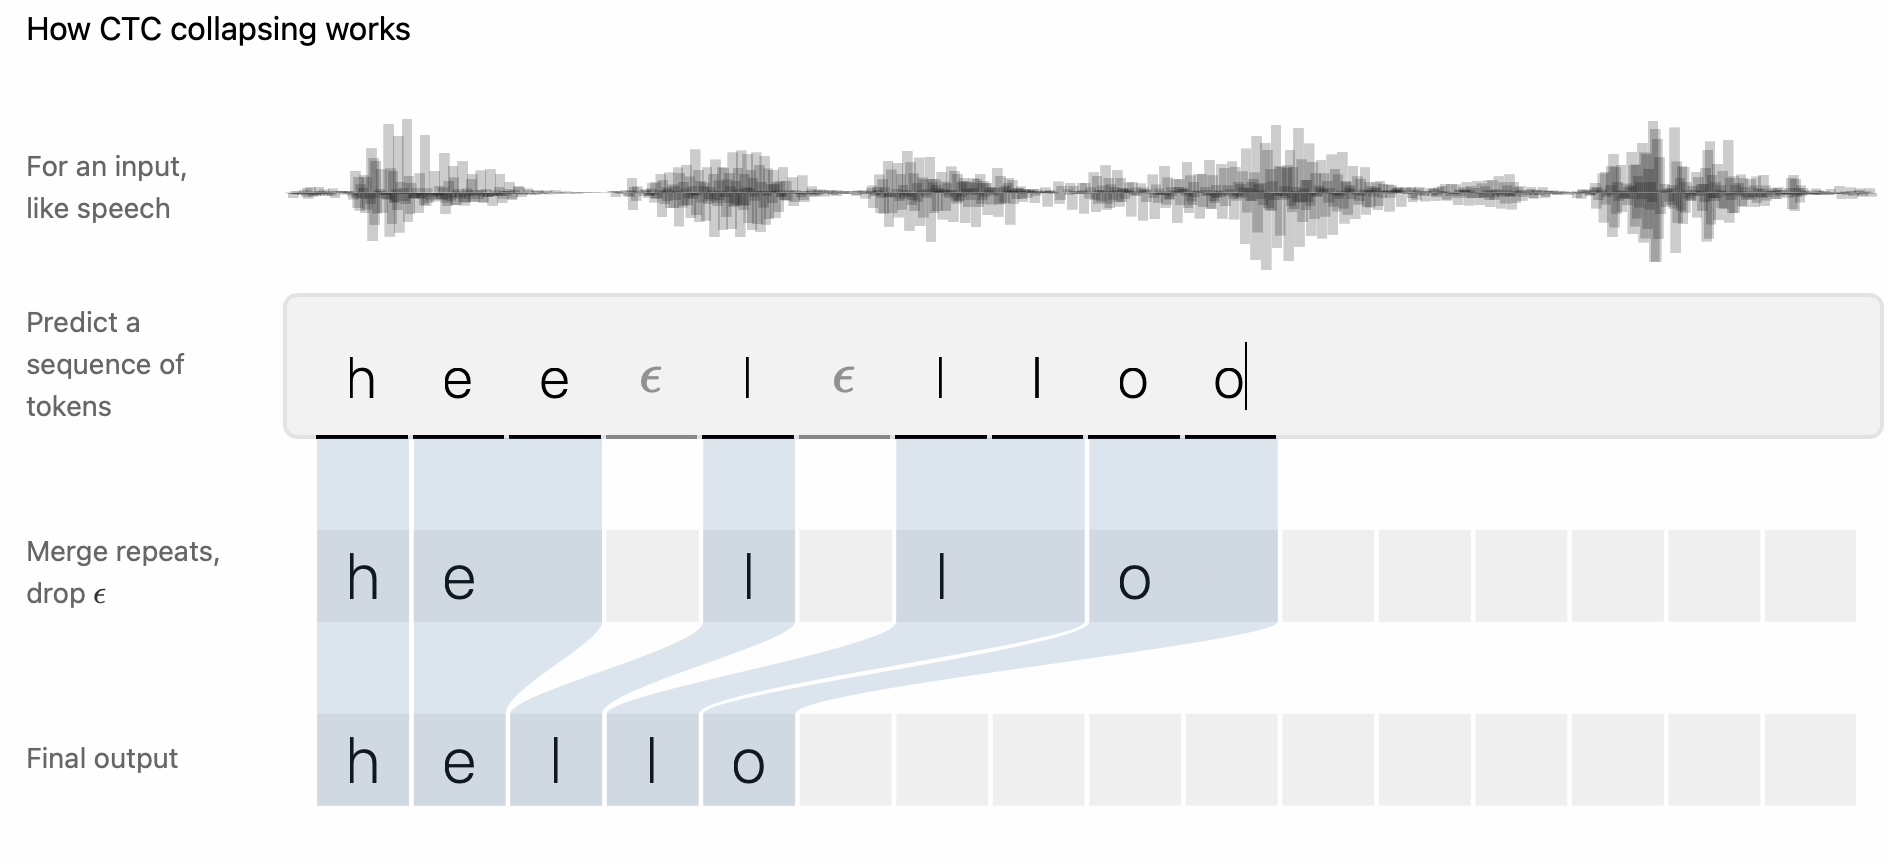 How CTC collapsing works
For an input,
like speech
Predict a
sequence of
tokens
h e e ϵ l ϵ l l o o
Merge repeats,
drop ϵ
h e l l o
Final output
h e l l o